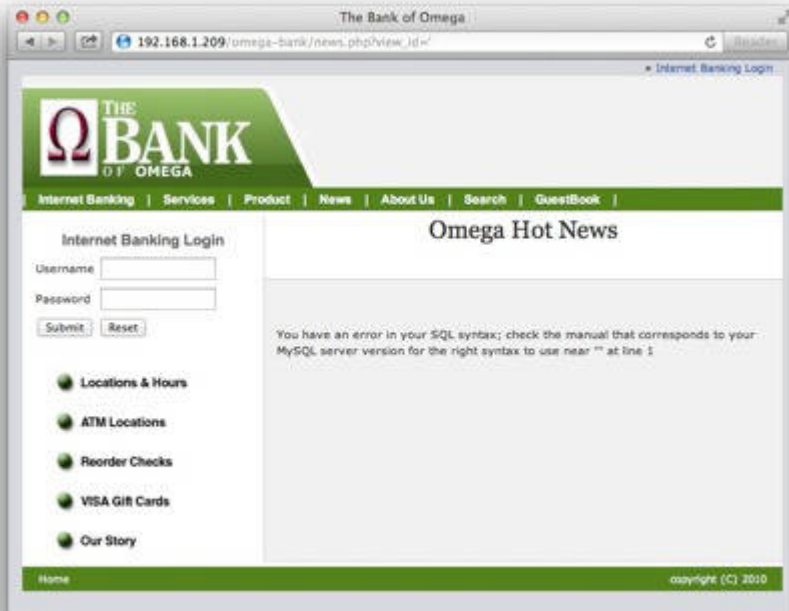 The Bank of Omega
192.168.1.209/omega-bank/news.php?view_id='
Reader
Internet Banking Login
Ω THE
BANK
OF OMEGA
| Internet Banking | Services | Product | News | About Us | Search | GuestBook |
Internet Banking Login
Username
Password
Submit Reset
Locations & Hours
ATM Locations
Reorder Checks
VISA Gift Cards
Our Story
Omega Hot News
You have an error in your SQL syntax; check the manual that corresponds to your
MySQL server version for the right syntax to use near '''' at line 1
Home
copyright (C) 2010